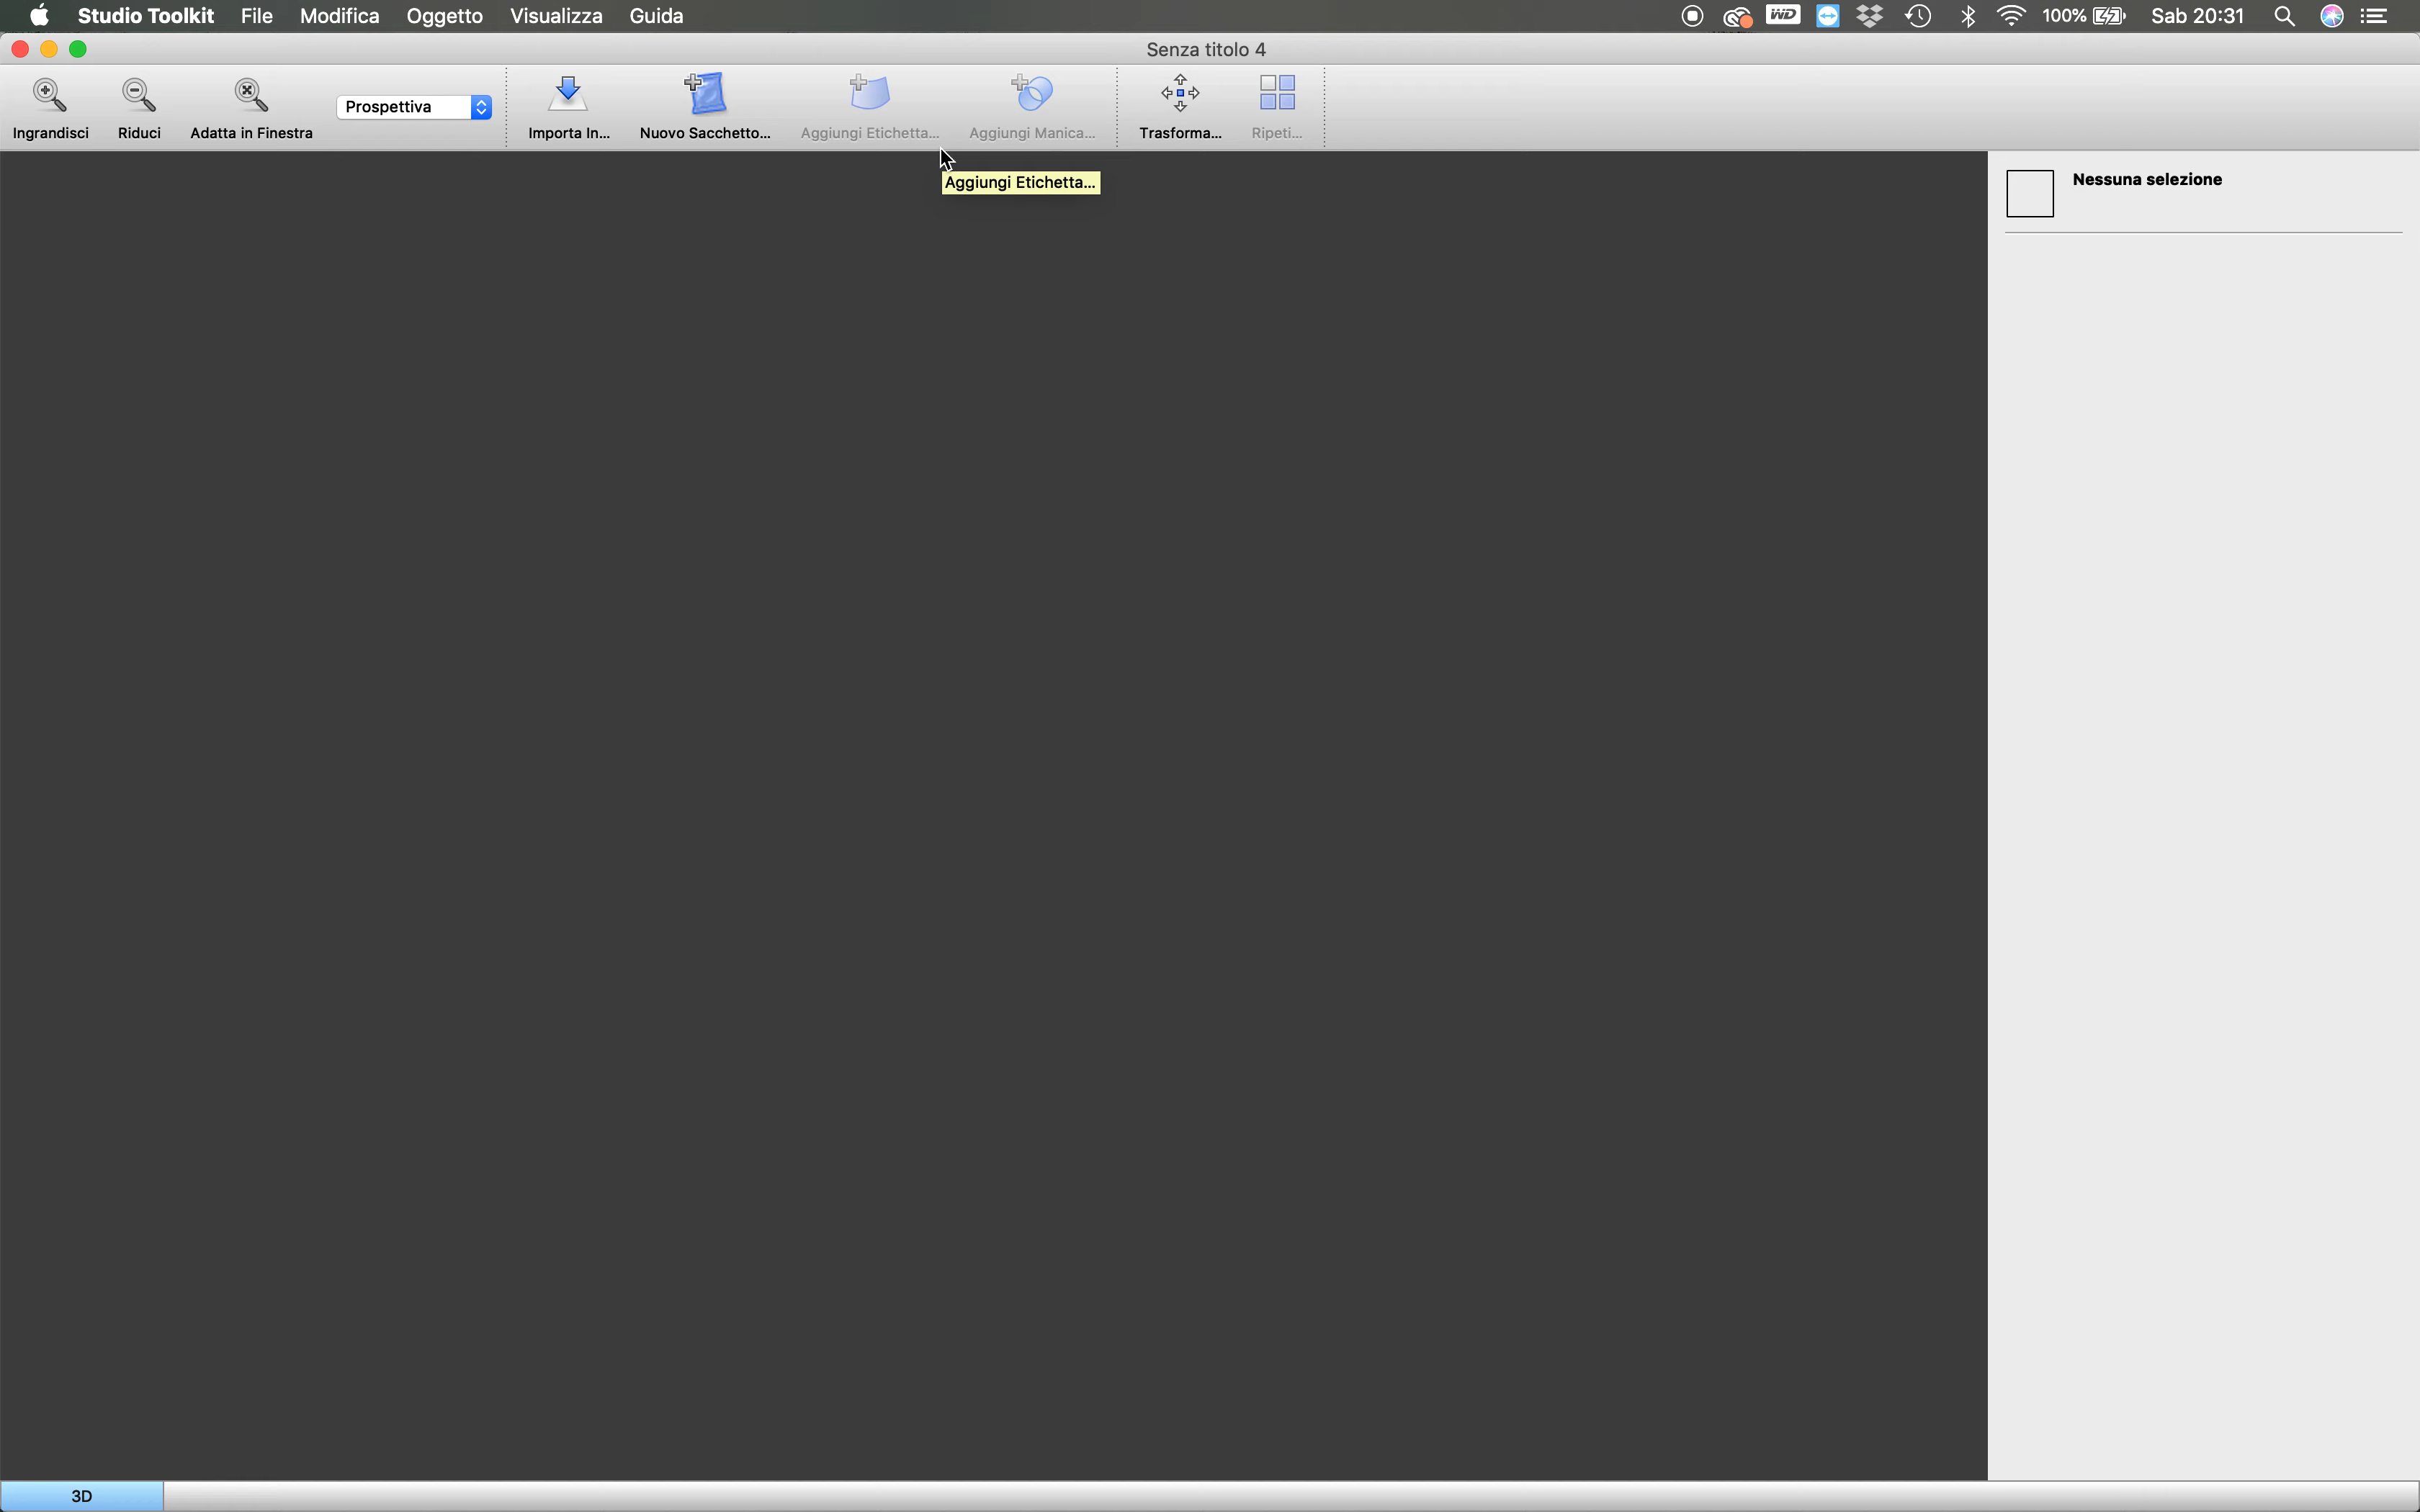 Studio Toolkit File Modifica Oggetto Visualizza Guida WD 100% Sab 20:31
Senza titolo 4
Prospettiva
Ingrandisci Riduci Adatta in Finestra Importa In... Nuovo Sacchetto... Aggiungi Etichetta... Aggiungi Manica... Trasforma... Ripeti...
Aggiungi Etichetta...
Nessuna selezione
3D